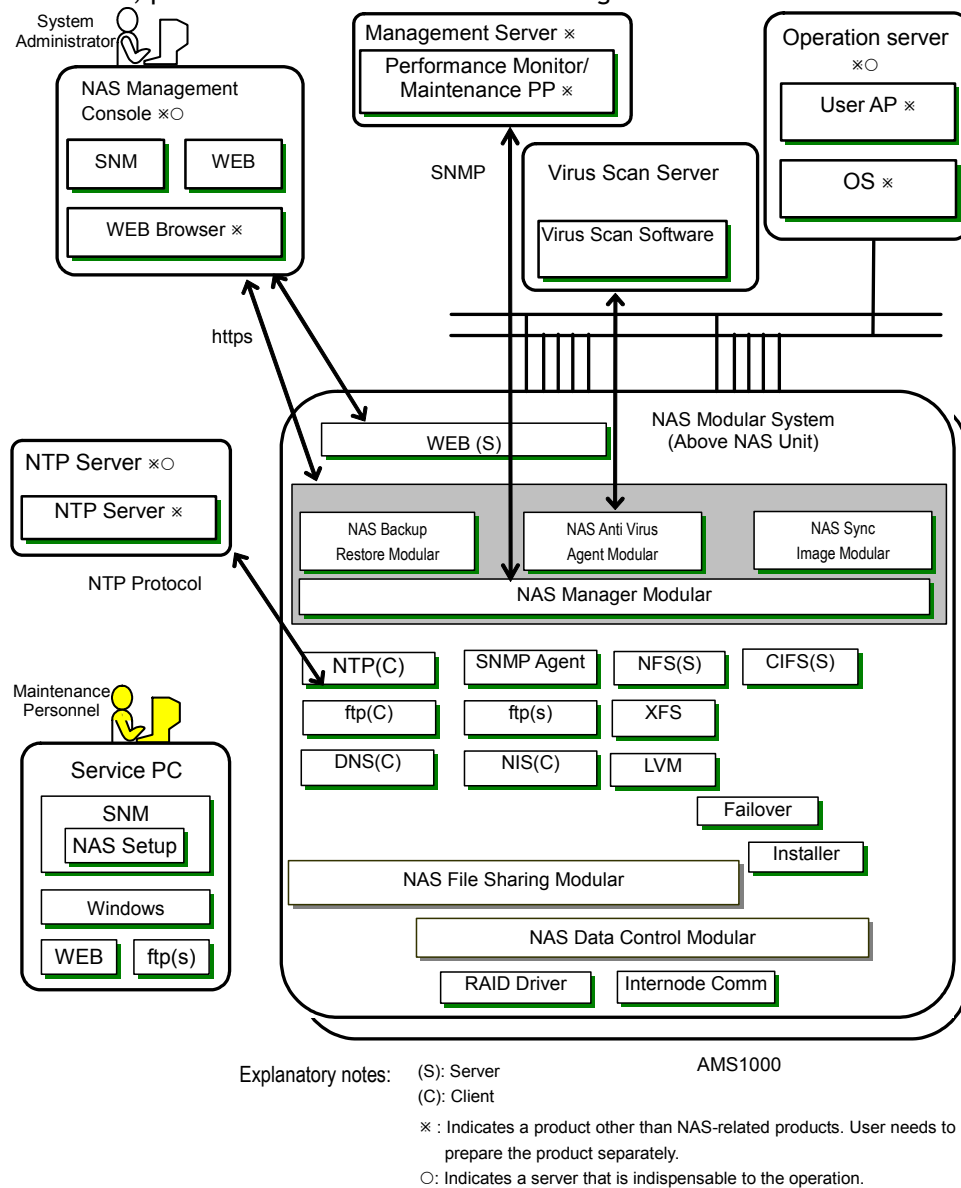 System
Administrator
NAS Management
Console ※○
SNM
WEB
WEB Browser ※
Management Server ※
Performance Monitor/
Maintenance PP ※
SNMP
Virus Scan Server
Virus Scan Software
Operation server
※○
User AP ※
OS ※
https
NTP Server ※○
NTP Server ※
NTP Protocol
Maintenance
Personnel
Service PC
SNM
NAS Setup
Windows
WEB
ftp(s)
NAS Modular System
(Above NAS Unit)
WEB (S)
NAS Backup
Restore Modular
NAS Anti Virus
Agent Modular
NAS Sync
Image Modular
NAS Manager Modular
NTP(C)
SNMP Agent
NFS(S)
CIFS(S)
ftp(C)
ftp(s)
XFS
DNS(C)
NIS(C)
LVM
Failover
Installer
NAS File Sharing Modular
NAS Data Control Modular
RAID Driver
Internode Comm
AMS1000
Explanatory notes:
(S): Server
(C): Client
※ : Indicates a product other than NAS-related products. User needs to
prepare the product separately.
○: Indicates a server that is indispensable to the operation.